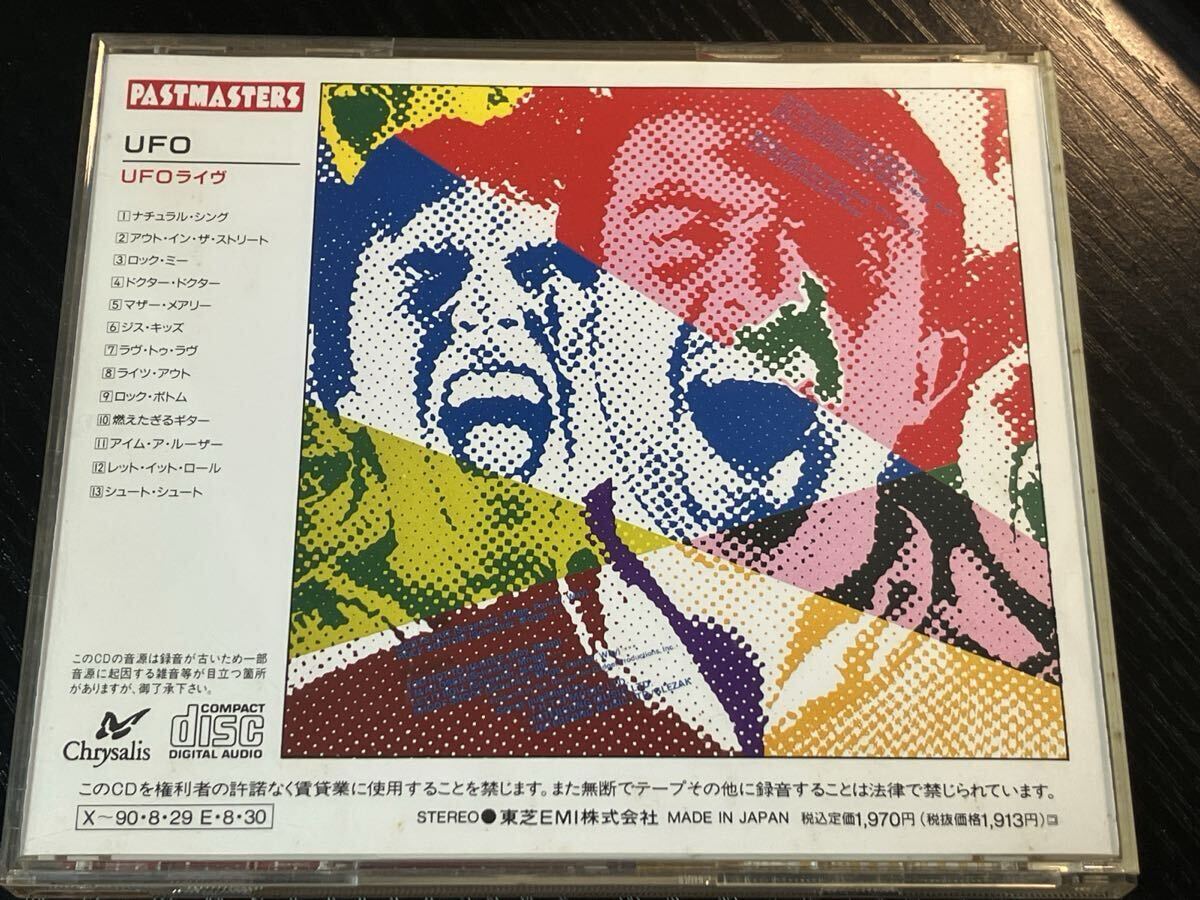 PASTMASTERS
UFO
UFOライヴ
1 ナチュラル・シング
2 アウト・イン・ザ・ストリート
3 ロック・ミー
4 ドクター・ドクター
5 マザー・メアリー
6 ジス・キッズ
7 ラヴ・トゥ・ラヴ
8 ライツ・アウト
9 ロック・ボトム
10 燃えたぎるギター
11 アイム・ア・ルーザー
12 レット・イット・ロール
13 シュート・シュート
このCDの音源は録音が古いため一部
音源に起因する雑音等が目立つ箇所
がありますが、御了承下さい。
Chrysalis
COMPACT
disc
DIGITAL AUDIO
このCDを権利者の許諾なく賃貸業に使用することを禁じます。また無断でテープその他に録音することは法律で禁じられています。
X〜90・8・29 E・8・30
STEREO●東芝EMI株式会社 MADE IN JAPAN 税込定価1,970円(税抜価格1,913円)